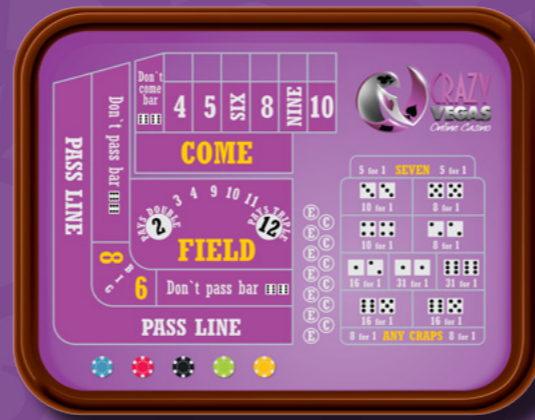 Don't
come
bar
4
5
SIX
8
NINE
10
CRAZY
VEGAS
Online Casino
PASS LINE
Don't pass bar
COME
5 for 1 SEVEN 5 for 1
3 4 9 10 11
PAYS DOUBLE
2
PAYS TRIPLE
12
FIELD
10 for 1 8 for 1
10 for 1 8 for 1
16 for 1 31 for 1 31 for 1
16 for 1 16 for 1
8 for 1 ANY CRAPS 8 for 1
E C
E C
E C
E C
E C
E C
E C
E
8
BIG
6
Don't pass bar
PASS LINE